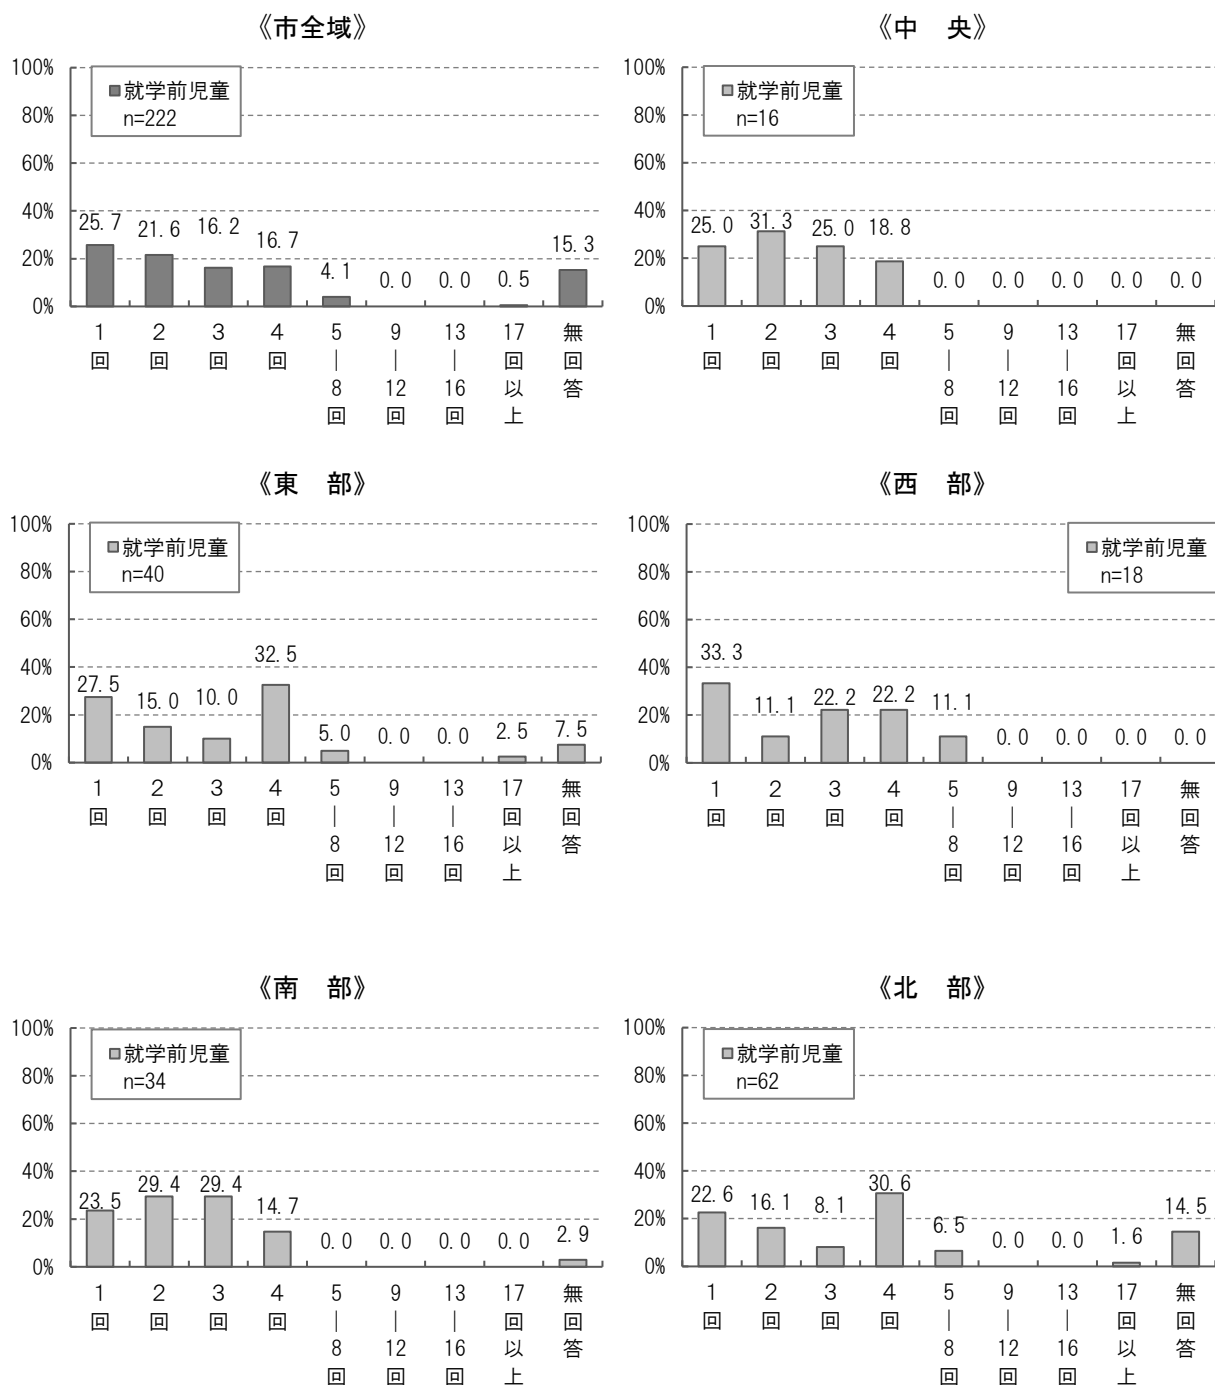 《市全域》
100%
80%
60%
40%
20%
0%
就学前児童
n=222
25.7
21.6
16.2
16.7
4.1
0.0
0.0
0.5
15.3
1回
2回
3回
4回
5|8回
9|12回
13|16回
17回以上
無回答
《中　央》
100%
80%
60%
40%
20%
0%
就学前児童
n=16
25.0
31.3
25.0
18.8
0.0
0.0
0.0
0.0
0.0
1回
2回
3回
4回
5|8回
9|12回
13|16回
17回以上
無回答
《東　部》
100%
80%
60%
40%
20%
0%
就学前児童
n=40
27.5
15.0
10.0
32.5
5.0
0.0
0.0
2.5
7.5
1回
2回
3回
4回
5|8回
9|12回
13|16回
17回以上
無回答
《西　部》
100%
80%
60%
40%
20%
0%
就学前児童
n=18
33.3
11.1
22.2
22.2
11.1
0.0
0.0
0.0
0.0
1回
2回
3回
4回
5|8回
9|12回
13|16回
17回以上
無回答
《南　部》
100%
80%
60%
40%
20%
0%
就学前児童
n=34
23.5
29.4
29.4
14.7
0.0
0.0
0.0
0.0
2.9
1回
2回
3回
4回
5|8回
9|12回
13|16回
17回以上
無回答
《北　部》
100%
80%
60%
40%
20%
0%
就学前児童
n=62
22.6
16.1
8.1
30.6
6.5
0.0
0.0
1.6
14.5
1回
2回
3回
4回
5|8回
9|12回
13|16回
17回以上
無回答